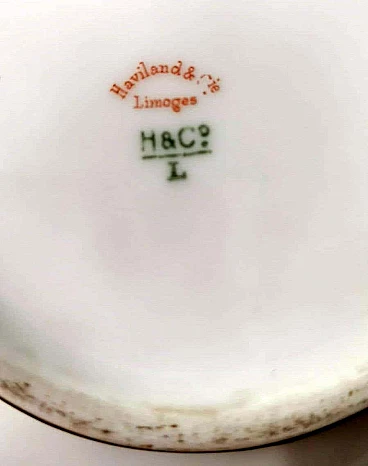 Haviland & Cie
Limoges
H&Cº
L